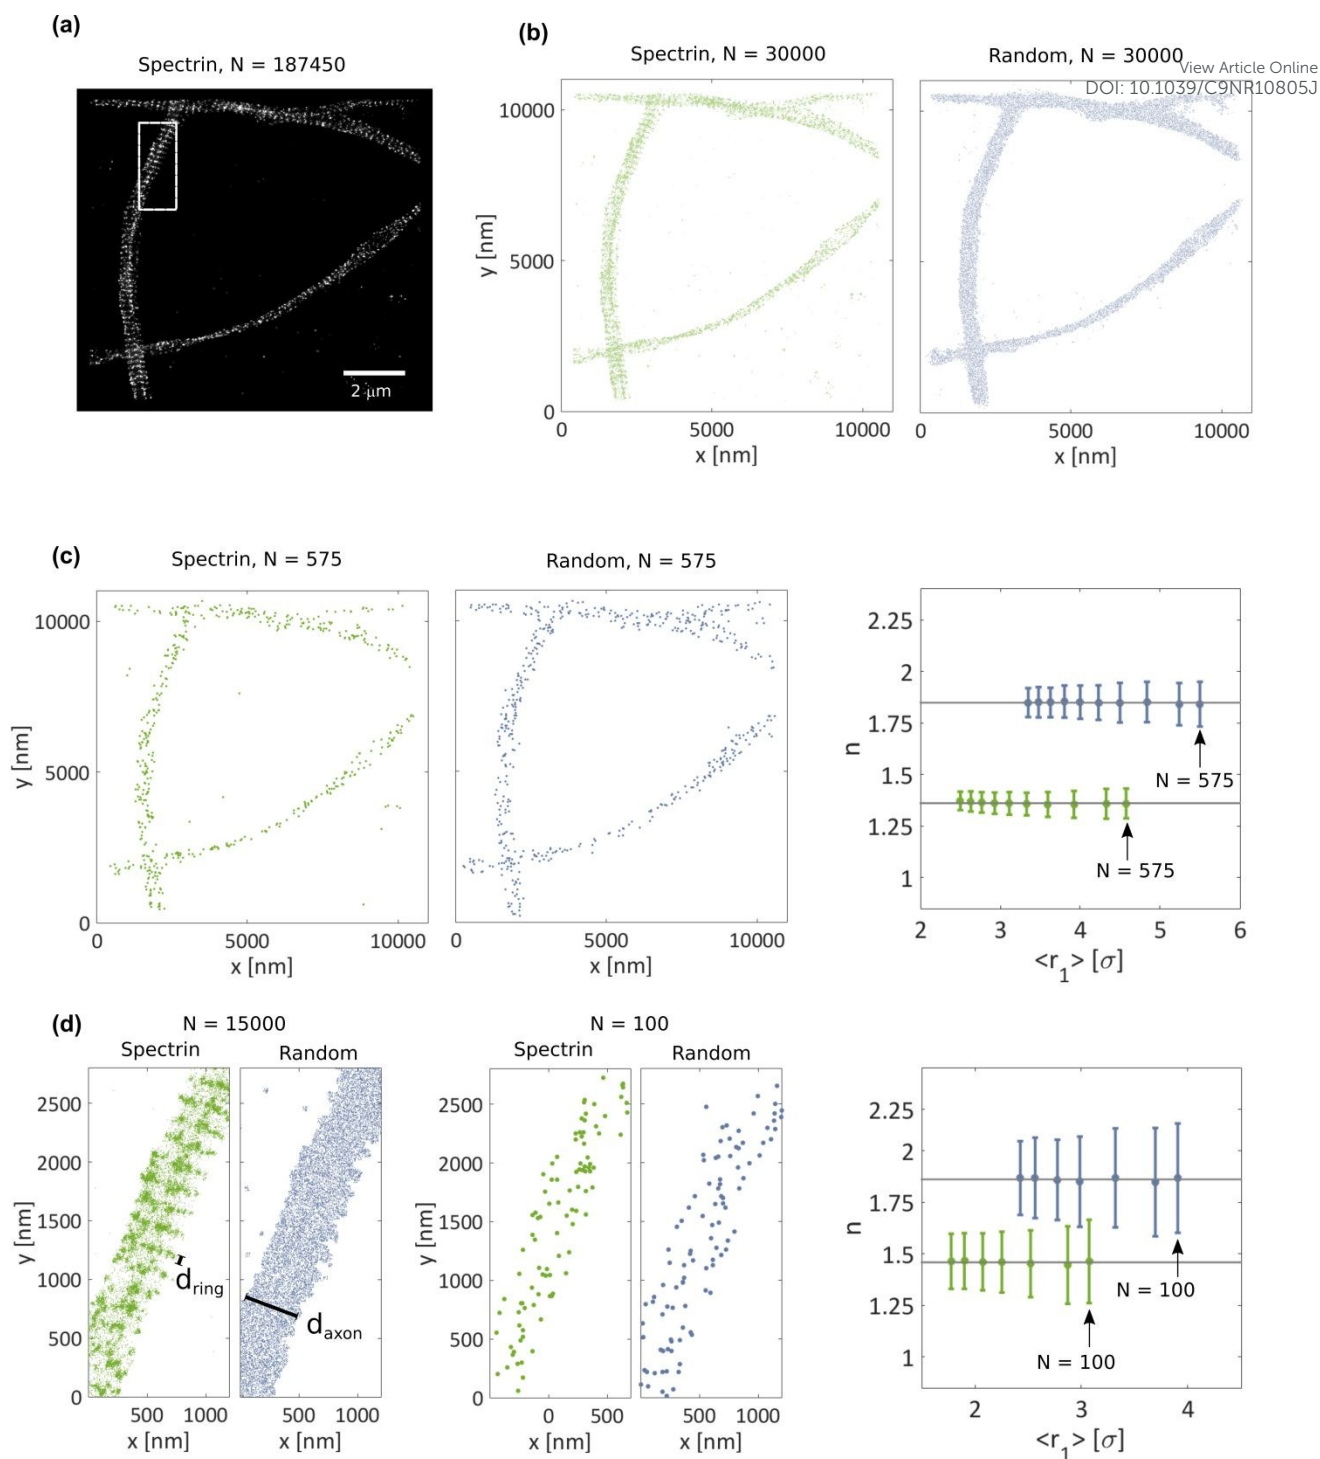 (a)
Spectrin, N = 187450
2 μm
(b)
Spectrin, N = 30000
Random, N = 30000
View Article Online
DOI: 10.1039/C9NR10805J
10000
5000
0
y [nm]
0 5000 10000
x [nm]
0 5000 10000
x [nm]
(c)
Spectrin, N = 575
Random, N = 575
10000
5000
0
y [nm]
0 5000 10000
x [nm]
0 5000 10000
x [nm]
2.25
2
1.75
1.5
1.25
1
n
N = 575
N = 575
2 3 4 5 6
<r1> [σ]
(d)
N = 15000
Spectrin
Random
2500
2000
1500
1000
500
0
y [nm]
dring
daxon
500 1000
x [nm]
500 1000
x [nm]
N = 100
Spectrin
Random
2500
2000
1500
1000
500
0
y [nm]
0 500
x [nm]
500 1000
x [nm]
2.25
2
1.75
1.5
1.25
1
n
N = 100
N = 100
2 3 4
<r1> [σ]